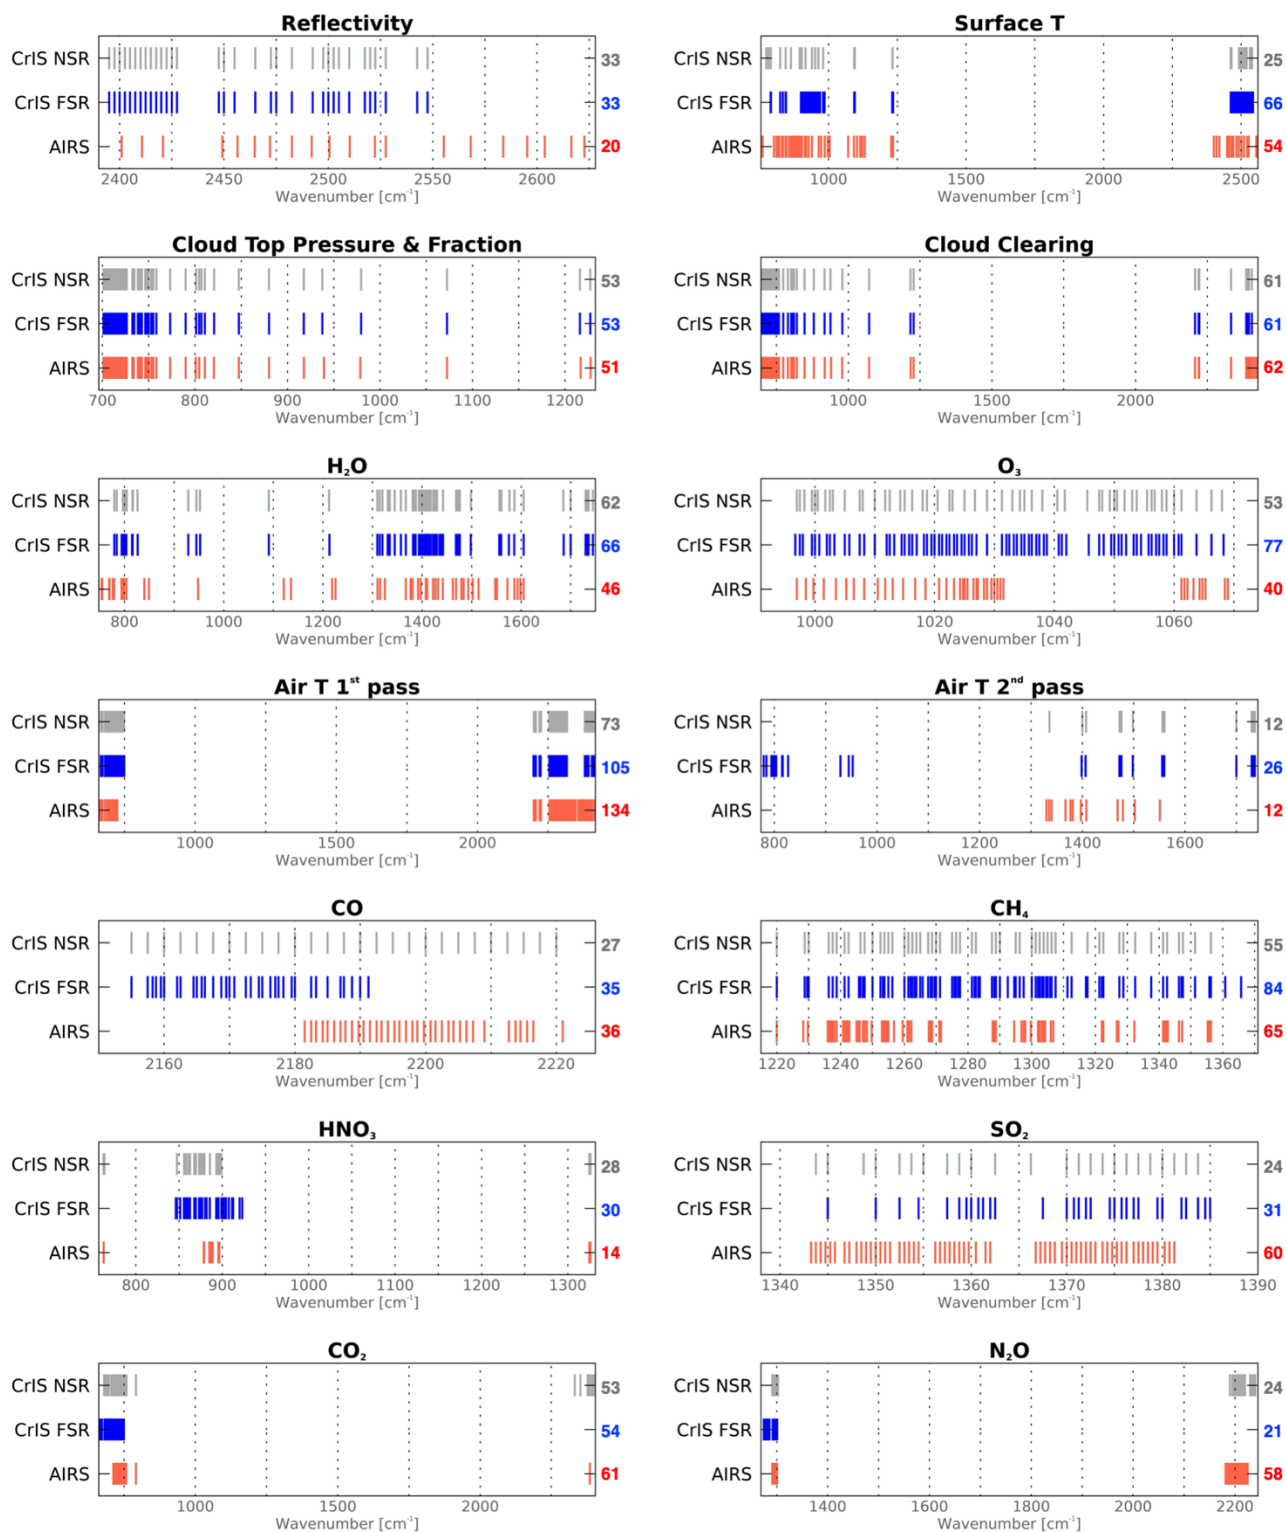 Reflectivity
CrIS NSR 33
CrIS FSR 33
AIRS 20
2400 2450 2500 2550 2600
Wavenumber [cm⁻¹]
Surface T
CrIS NSR 25
CrIS FSR 66
AIRS 54
1000 1500 2000 2500
Wavenumber [cm⁻¹]
Cloud Top Pressure & Fraction
CrIS NSR 53
CrIS FSR 53
AIRS 51
700 800 900 1000 1100 1200
Wavenumber [cm⁻¹]
Cloud Clearing
CrIS NSR 61
CrIS FSR 61
AIRS 62
1000 1500 2000
Wavenumber [cm⁻¹]
H₂O
CrIS NSR 62
CrIS FSR 66
AIRS 46
800 1000 1200 1400 1600
Wavenumber [cm⁻¹]
O₃
CrIS NSR 53
CrIS FSR 77
AIRS 40
1000 1020 1040 1060
Wavenumber [cm⁻¹]
Air T 1ˢᵗ pass
CrIS NSR 73
CrIS FSR 105
AIRS 134
1000 1500 2000
Wavenumber [cm⁻¹]
Air T 2ⁿᵈ pass
CrIS NSR 12
CrIS FSR 26
AIRS 12
800 1000 1200 1400 1600
Wavenumber [cm⁻¹]
CO
CrIS NSR 27
CrIS FSR 35
AIRS 36
2160 2180 2200 2220
Wavenumber [cm⁻¹]
CH₄
CrIS NSR 55
CrIS FSR 84
AIRS 65
1220 1240 1260 1280 1300 1320 1340 1360
Wavenumber [cm⁻¹]
HNO₃
CrIS NSR 28
CrIS FSR 30
AIRS 14
800 900 1000 1100 1200 1300
Wavenumber [cm⁻¹]
SO₂
CrIS NSR 24
CrIS FSR 31
AIRS 60
1340 1350 1360 1370 1380 1390
Wavenumber [cm⁻¹]
CO₂
CrIS NSR 53
CrIS FSR 54
AIRS 61
1000 1500 2000
Wavenumber [cm⁻¹]
N₂O
CrIS NSR 24
CrIS FSR 21
AIRS 58
1400 1600 1800 2000 2200
Wavenumber [cm⁻¹]